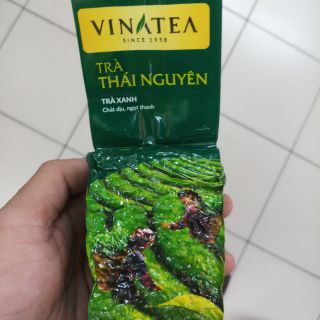 VINATEA
SINCE 1958
TRÀ
THÁI NGUYÊN
TRÀ XANH
Chát dịu, ngọt thanh